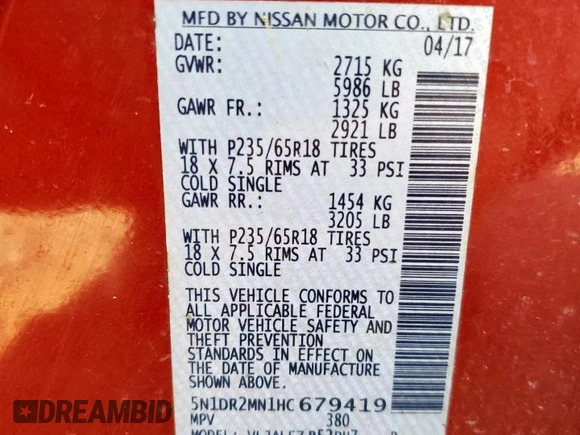 MFD BY NISSAN MOTOR CO., LTD.
DATE: 04/17
GVWR: 2715 KG
5986 LB
GAWR FR.: 1325 KG
2921 LB
WITH P235/65R18 TIRES
18 X 7.5 RIMS AT 33 PSI
COLD SINGLE
GAWR RR.: 1454 KG
3205 LB
WITH P235/65R18 TIRES
18 X 7.5 RIMS AT 33 PSI
COLD SINGLE
THIS VEHICLE CONFORMS TO
ALL APPLICABLE FEDERAL
MOTOR VEHICLE SAFETY AND
THEFT PREVENTION
STANDARDS IN EFFECT ON
THE DATE OF MANUFACTURE
SHOWN ABOVE.
5N1DR2MN1HC679419
MPV 380
DREAMBID
DREAMBID